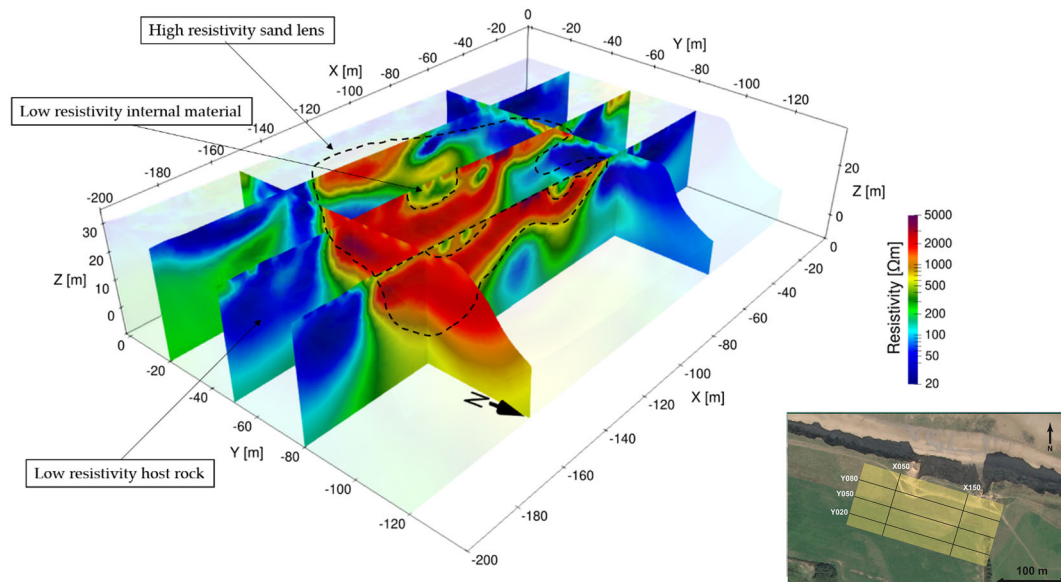 High resistivity sand lens
Low resistivity internal material
Low resistivity host rock
X [m]
0
-20
-40
-60
-80
-100
-120
-140
-160
-180
-200
Y [m]
0
-20
-40
-60
-80
-100
-120
Z [m]
30
20
10
0
0
-20
-40
-60
-80
-100
-120
Y [m]
-200
-180
-160
-140
-120
-100
-80
-60
-40
-20
0
X [m]
20
0
Z [m]
N
Resistivity [Ωm]
5000
2000
1000
500
200
100
50
20
N
X050
X150
Y080
Y050
Y020
100 m